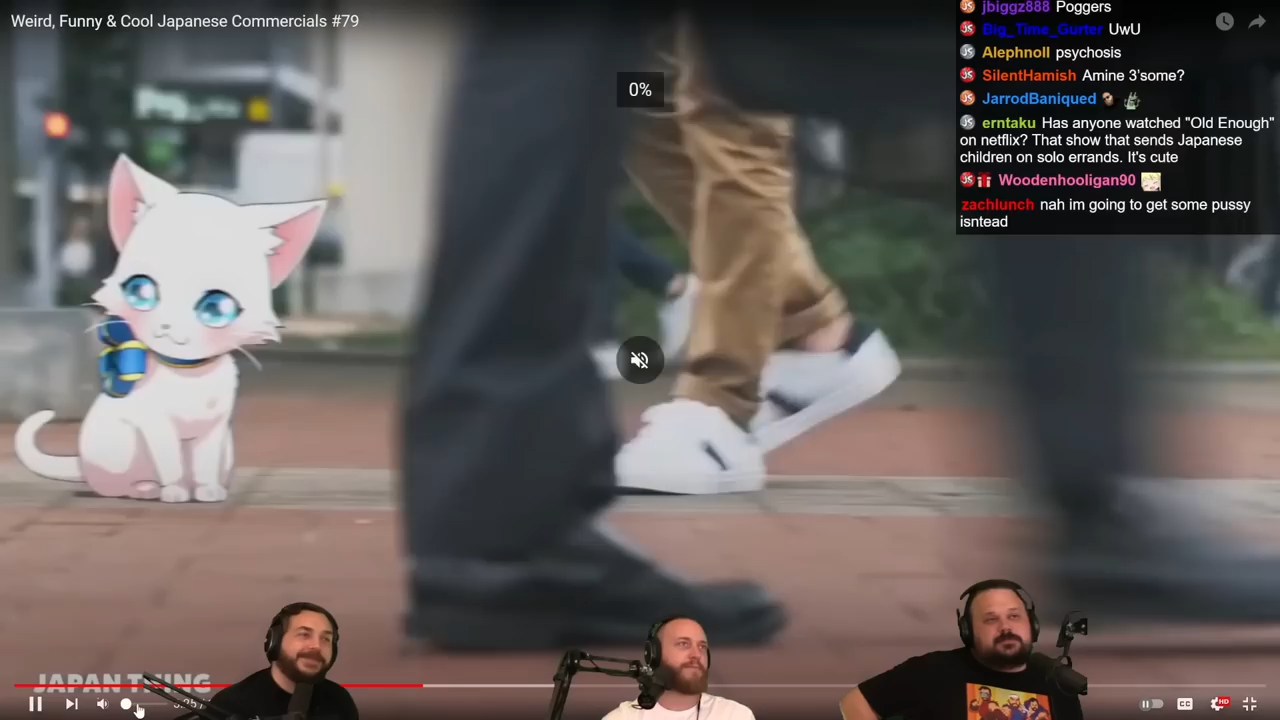 Weird, Funny & Cool Japanese Commercials #79
0%
jbiggz888 Poggers
Big_Time_Gurter UwU
Alephnoll psychosis
SilentHamish Amine 3'some?
JarrodBaniqued
erntaku Has anyone watched "Old Enough"
on netflix? That show that sends Japanese
children on solo errands. It's cute
Woodenhooligan90
zachlunch nah im going to get some pussy
isntead
JAPAN THING
CC
HD